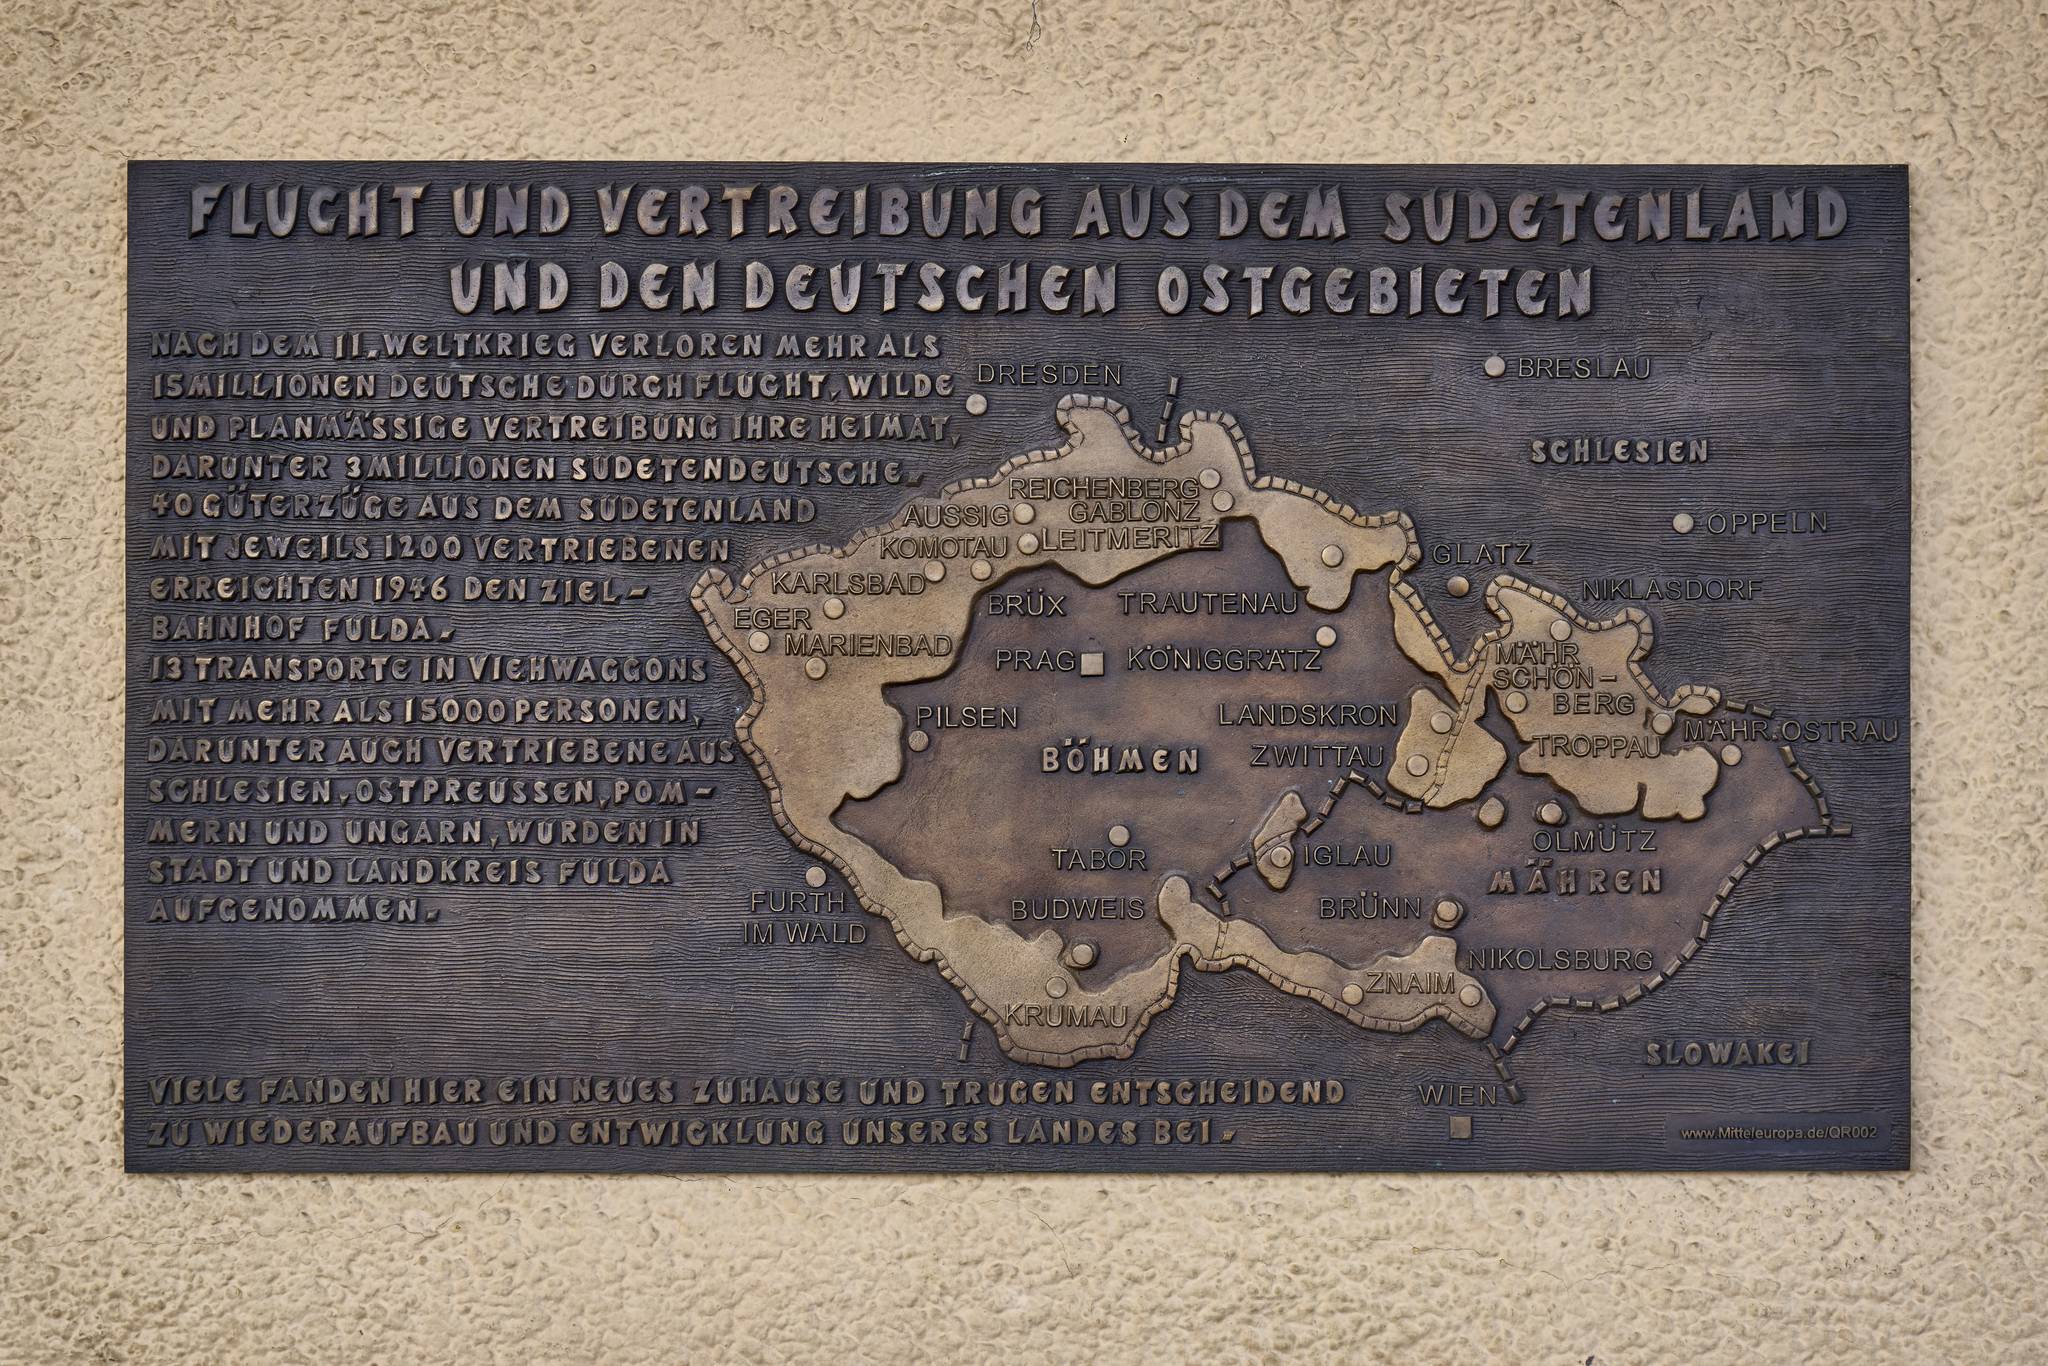 FLUCHT UND VERTREIBUNG AUS DEM SUDETENLAND
UND DEN DEUTSCHEN OSTGEBIETEN
NACH DEM II. WELTKRIEG VERLOREN MEHR ALS
15 MILLIONEN DEUTSCHE DURCH FLUCHT, WILDE
UND PLANMÄSSIGE VERTREIBUNG IHRE HEIMAT,
DARUNTER 3 MILLIONEN SUDETENDEUTSCHE.
40 GÜTERZÜGE AUS DEM SUDETENLAND
MIT JEWEILS 1200 VERTRIEBENEN
ERREICHTEN 1946 DEN ZIEL-
BAHNHOF FULDA.
13 TRANSPORTE IN VIEHWAGGONS
MIT MEHR ALS 15000 PERSONEN,
DARUNTER AUCH VERTRIEBENE AUS
SCHLESIEN, OSTPREUSSEN, POM-
MERN UND UNGARN, WURDEN IN
STADT UND LANDKREIS FULDA
AUFGENOMMEN.
VIELE FANDEN HIER EIN NEUES ZUHAUSE UND TRUGEN ENTSCHEIDEND
ZU WIEDERAUFBAU UND ENTWICKLUNG UNSERES LANDES BEI.
DRESDEN
BRESLAU
SCHLESIEN
REICHENBERG
GABLONZ
AUSSIG
LEITMERITZ
OPPELN
KOMOTAU
GLATZ
KARLSBAD
NIKLASDORF
BRÜX
TRAUTENAU
EGER
MARIENBAD
PRAG
KÖNIGGRÄTZ
MÄHR
SCHÖN-
BERG
PILSEN
LANDSKRON
MÄHR.OSTRAU
BÖHMEN
ZWITTAU
TROPPAU
OLMÜTZ
TABOR
IGLAU
MÄHREN
FURTH
IM WALD
BUDWEIS
BRÜNN
NIKOLSBURG
ZNAIM
KRUMAU
SLOWAKEI
WIEN
www.Mitteleuropa.de/QR002